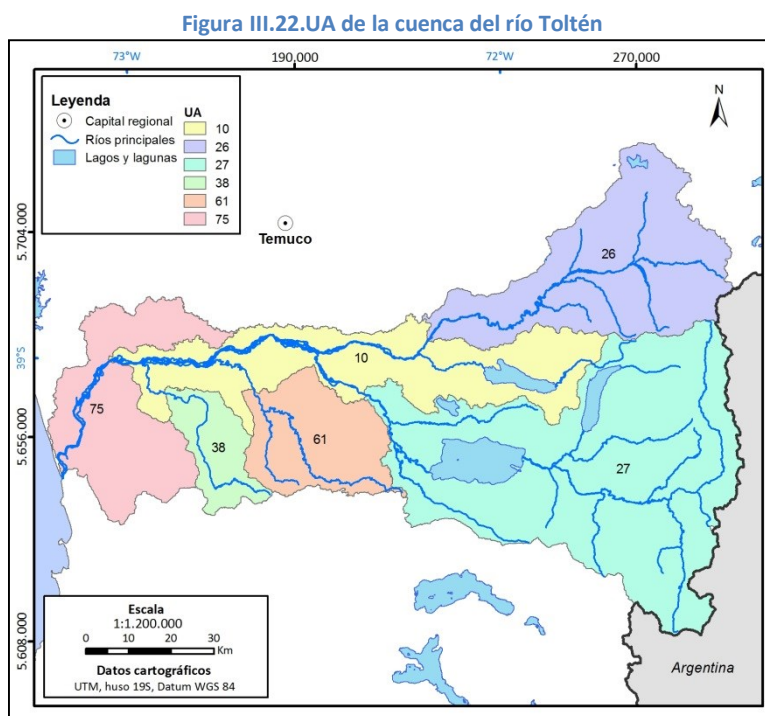 Figura III.22.UA de la cuenca del río Toltén
73°W
190.000
72°W
270.000
Leyenda
Capital regional
Ríos principales
Lagos y lagunas
UA
10
26
27
38
61
75
N
5.704.000
Temuco
26
39°S
10
75
5.656.000
38
61
27
Escala
1:1.200.000
0 5 10 20 30
Km
Datos cartográficos
UTM, huso 19S, Datum WGS 84
5.608.000
Argentina